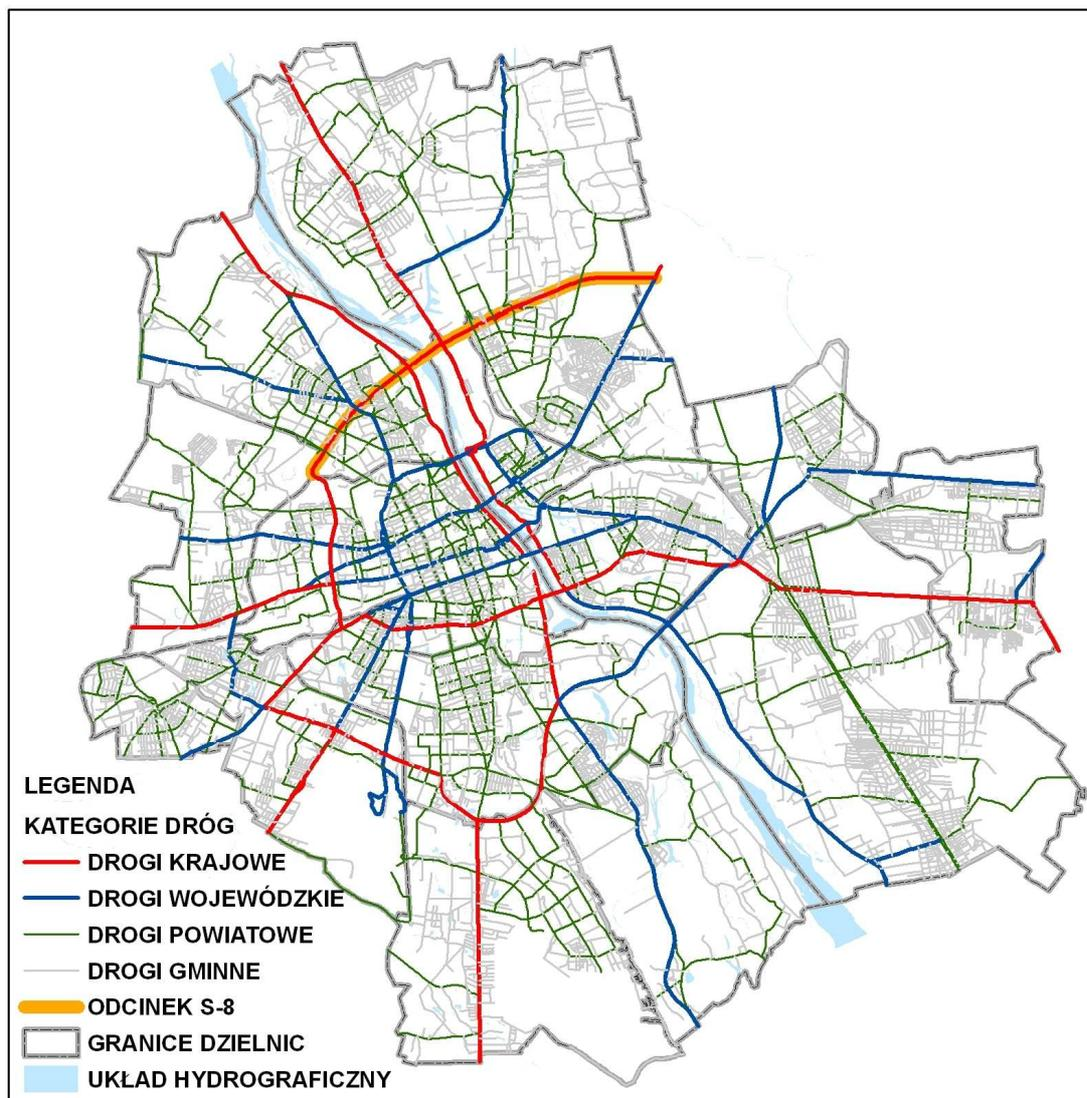 LEGENDA
KATEGORIE DRÓG
DROGI KRAJOWE
DROGI WOJEWÓDZKIE
DROGI POWIATOWE
DROGI GMINNE
ODCINEK S-8
GRANICE DZIELNIC
UKŁAD HYDROGRAFICZNY